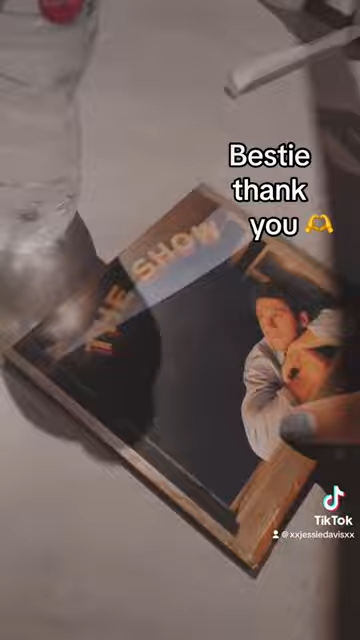 Bestie
thank
you 🫶
THE SHOW
TikTok
@xxjessiedavisxx